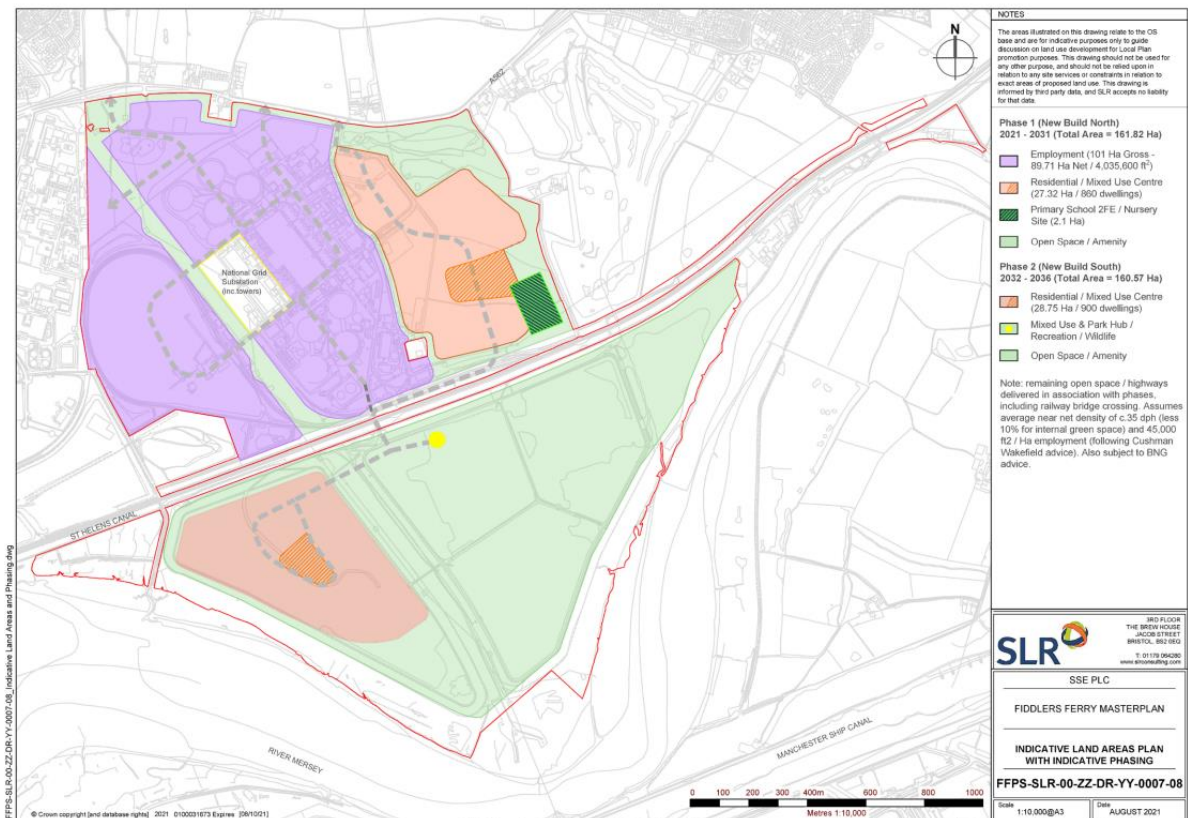 NOTES
The areas illustrated on this drawing relate to the OS
base and are for indicative purposes only to guide
discussion on land use development for Local Plan
promotion purposes. This drawing should not be used for
any other purpose, and should not be relied upon in
relation to any site services or constraints in relation to
exact areas of proposed land use. This drawing is
informed by third party data, and SLR accepts no liability
for that data
Phase 1 (New Build North)
2021 - 2031 (Total Area = 161.82 Ha)
Employment (101 Ha Gross -
89.71 Ha Net / 4,035,600 ft²)
Residential / Mixed Use Centre
(27.32 Ha / 860 dwellings)
Primary School 2FE / Nursery
Site (2.1 Ha)
Open Space / Amenity
Phase 2 (New Build South)
2032 - 2036 (Total Area = 160.57 Ha)
Residential / Mixed Use Centre
(28.75 Ha / 900 dwellings)
Mixed Use & Park Hub /
Recreation / Wildlife
Open Space / Amenity
Note: remaining open space / highways
delivered in association with phases,
including railway bridge crossing. Assumes
average near net density of c.35 dph (less
10% for internal green space) and 45,000
ft2 / Ha employment (following Cushman
Wakefield advice). Also subject to BNG
advice.
N
A562
National Grid
Substation
(inc.towers)
ST HELENS CANAL
RIVER MERSEY
MANCHESTER SHIP CANAL
0 100 200 300 400m 600 800 1000
Metres 1:10,000
© Crown copyright [and database rights] 2021 0100031673 Expires [06/10/21]
FFPS-SLR-00-ZZ-DR-YY-0007-08_Indicative Land Areas and Phasing.dwg
SLR
3RD FLOOR
THE BREW HOUSE
JACOB STREET
BRISTOL. BS2 0EQ
T: 01179 064280
www.slrconsulting.com
SSE PLC
FIDDLERS FERRY MASTERPLAN
INDICATIVE LAND AREAS PLAN
WITH INDICATIVE PHASING
FFPS-SLR-00-ZZ-DR-YY-0007-08
Scale
1:10,000@A3
Date
AUGUST 2021